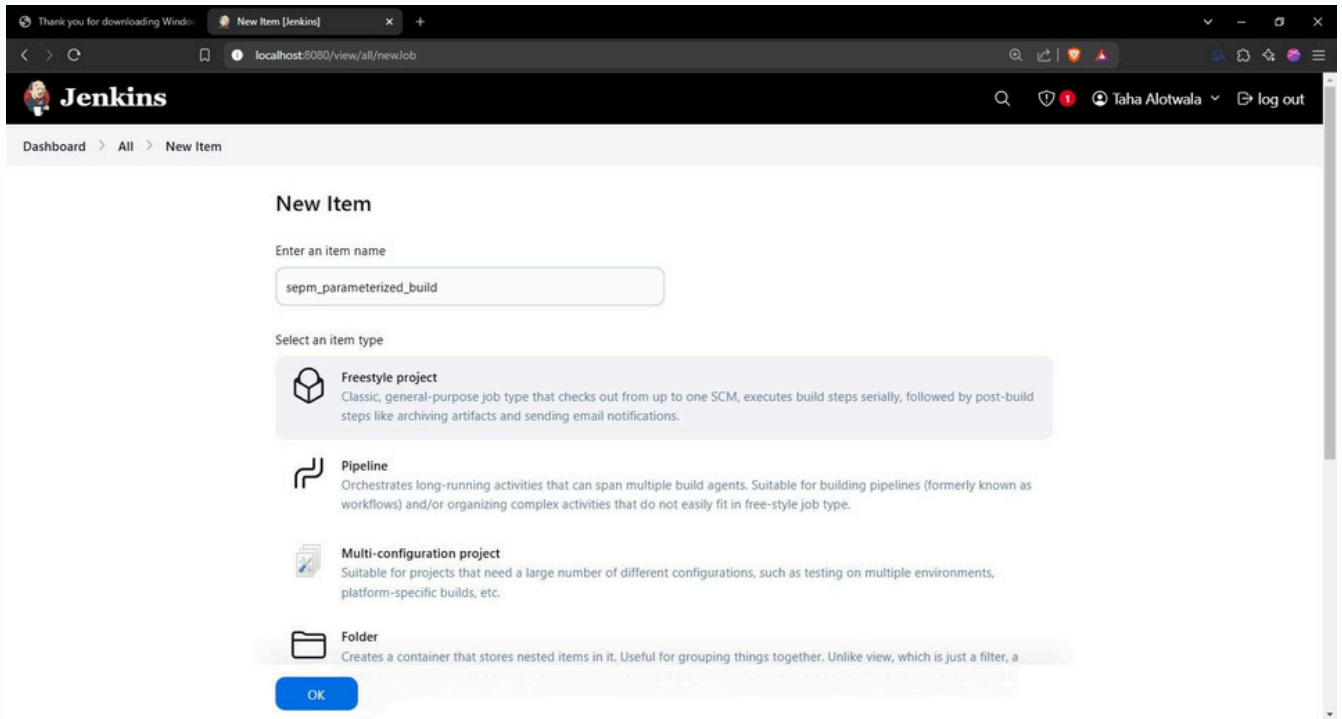 Thank you for downloading Windo
New Item [Jenkins]
localhost:8080/view/all/newJob
Jenkins
1
Taha Alotwala
log out
Dashboard > All > New Item
New Item
Enter an item name
sepm_parameterized_build
Select an item type
Freestyle project
Classic, general-purpose job type that checks out from up to one SCM, executes build steps serially, followed by post-build
steps like archiving artifacts and sending email notifications.
Pipeline
Orchestrates long-running activities that can span multiple build agents. Suitable for building pipelines (formerly known as
workflows) and/or organizing complex activities that do not easily fit in free-style job type.
Multi-configuration project
Suitable for projects that need a large number of different configurations, such as testing on multiple environments,
platform-specific builds, etc.
Folder
Creates a container that stores nested items in it. Useful for grouping things together. Unlike view, which is just a filter, a
OK